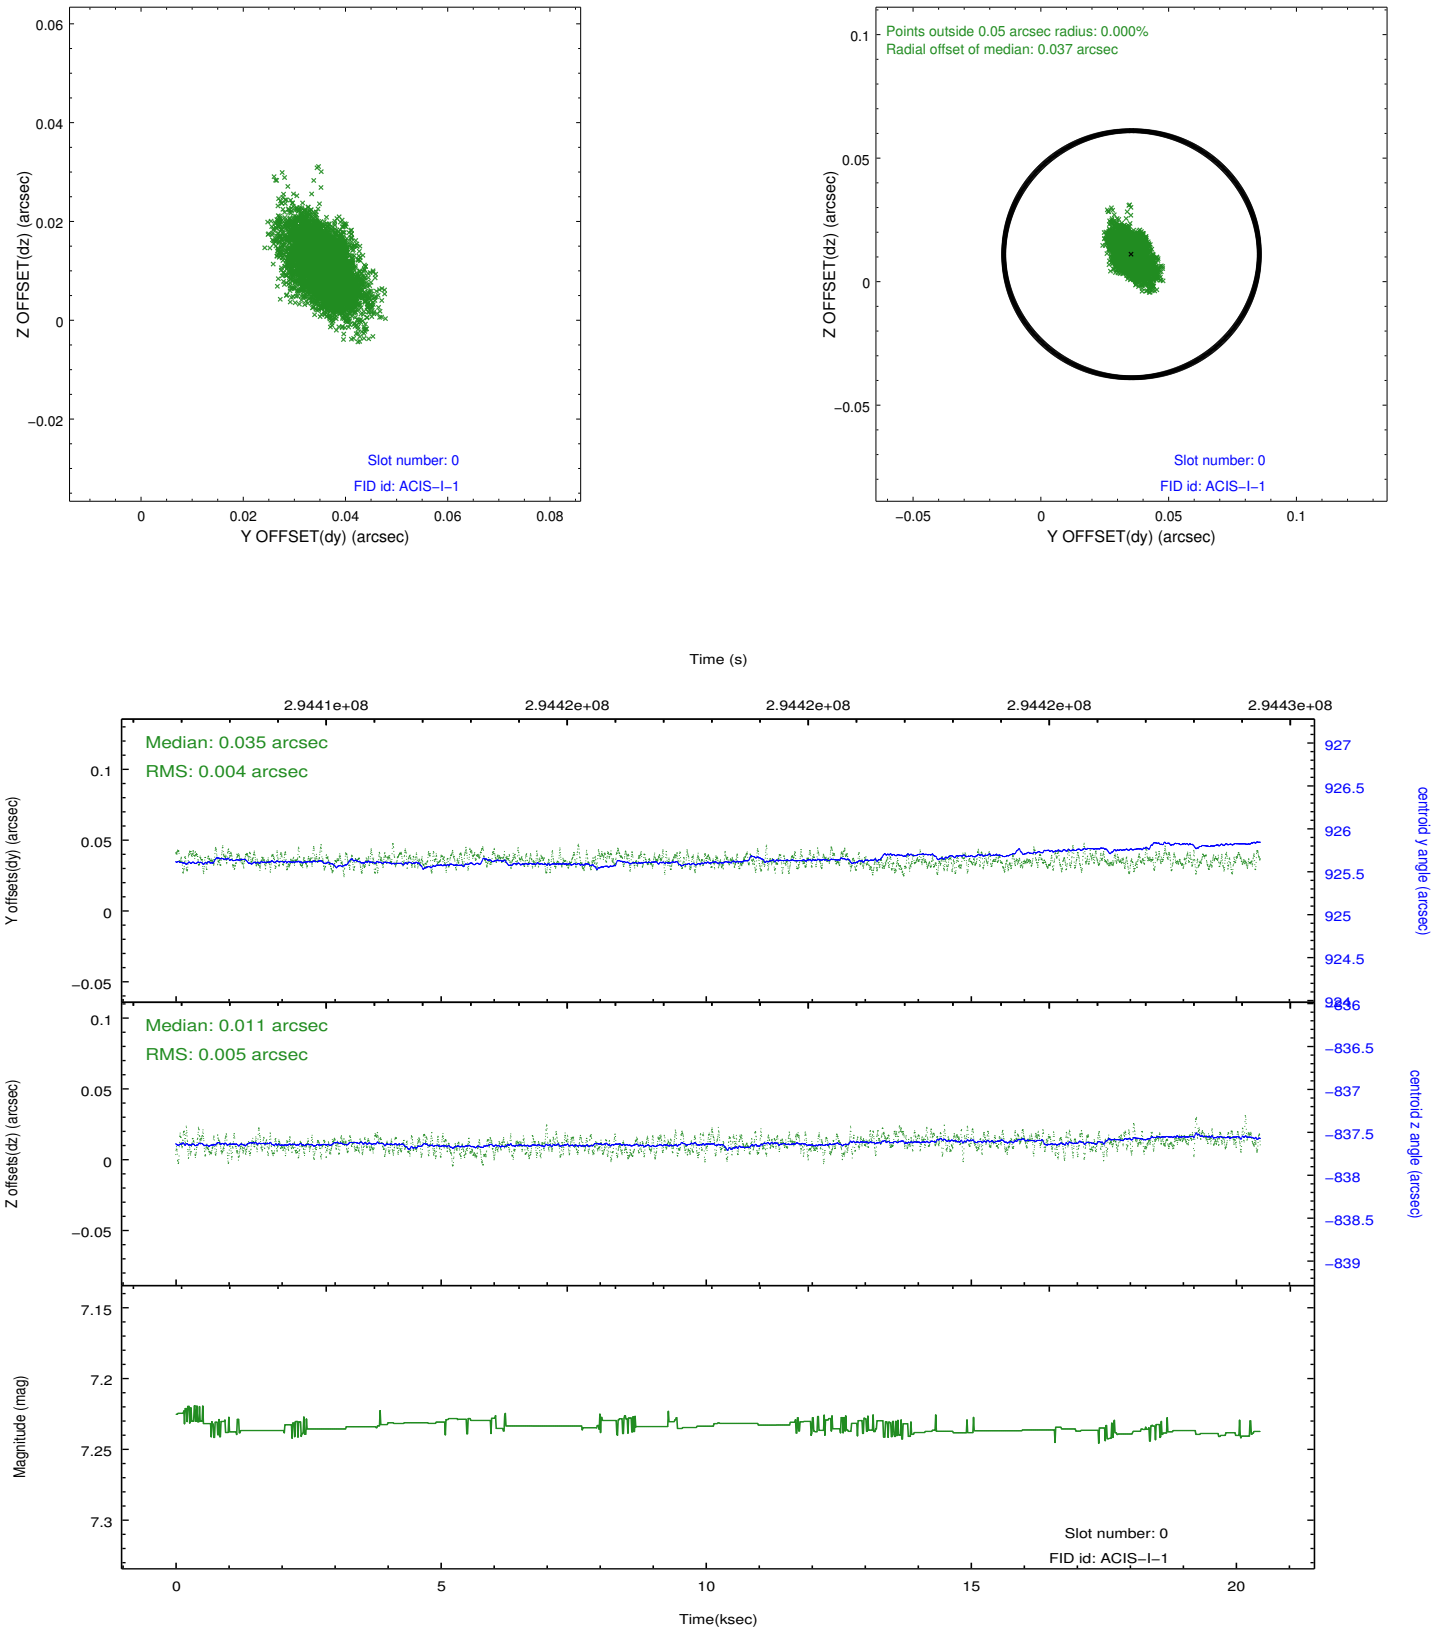 0.06
0.04
0.02
0
−0.02
Z OFFSET(dz) (arcsec)
Slot number: 0
FID id: ACIS−I−1
0 0.02 0.04 0.06 0.08
Y OFFSET(dy) (arcsec)
Points outside 0.05 arcsec radius: 0.000%
Radial offset of median: 0.037 arcsec
0.1
0.05
0
−0.05
Z OFFSET(dz) (arcsec)
Slot number: 0
FID id: ACIS−I−1
−0.05 0 0.05 0.1
Y OFFSET(dy) (arcsec)
Time (s)
2.9441e+08 2.9442e+08 2.9442e+08 2.9442e+08 2.9443e+08
Median: 0.035 arcsec
RMS: 0.004 arcsec
0.1
0.05
0
−0.05
Y offsets(dy) (arcsec)
927
926.5
926
925.5
925
924.5
924
centroid y angle (arcsec)
Median: 0.011 arcsec
RMS: 0.005 arcsec
0.1
0.05
0
−0.05
Z offsets(dz) (arcsec)
−836
−836.5
−837
−837.5
−838
−838.5
−839
centroid z angle (arcsec)
7.15
7.2
7.25
7.3
Magnitude (mag)
Slot number: 0
FID id: ACIS−I−1
0 5 10 15 20
Time(ksec)